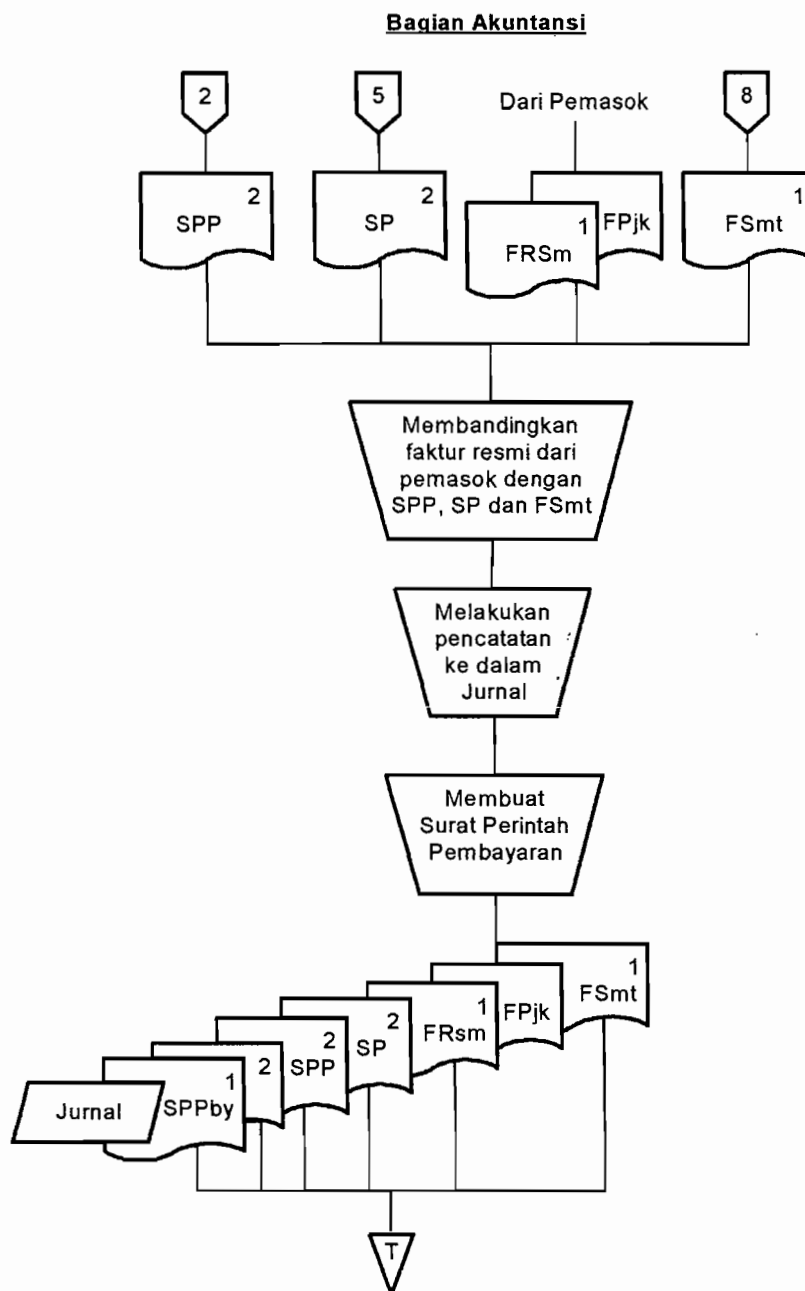 Bagian Akuntansi
2
5
Dari Pemasok
8
2
SPP
2
SP
1
FRSm
FPjk
1
FSmt
Membandingkan
faktur resmi dari
pemasok dengan
SPP, SP dan FSmt
Melakukan
pencatatan
ke dalam
Jurnal
Membuat
Surat Perintah
Pembayaran
1
FSmt
FPjk
1
FRsm
2
SP
2
SPP
2
1
SPPby
Jurnal
T